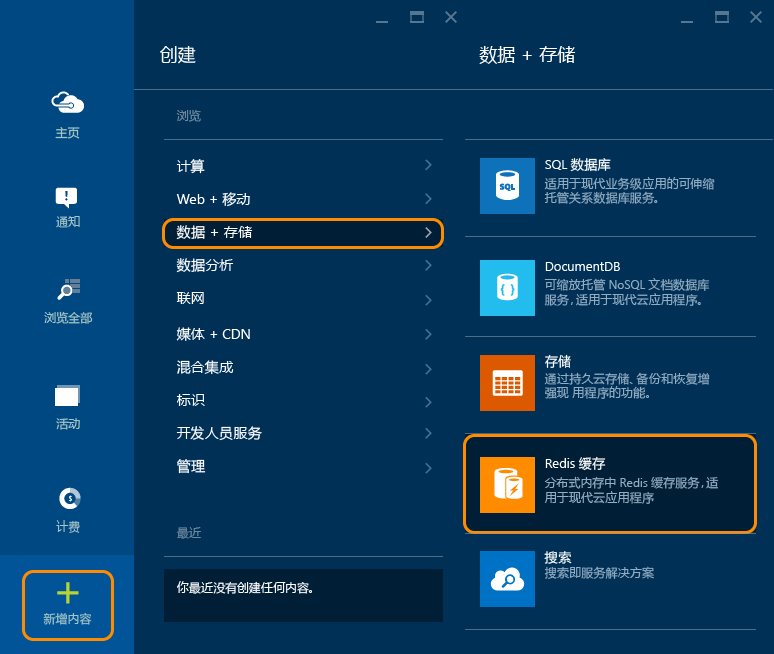 主页
通知
浏览全部
活动
计费
新增内容
创建
浏览
计算
Web + 移动
数据 + 存储
数据分析
联网
媒体 + CDN
混合集成
标识
开发人员服务
管理
最近
你最近没有创建任何内容。
数据 + 存储
SQL
SQL 数据库
适用于现代业务级应用的可伸缩
托管关系数据库服务。
{ }
DocumentDB
可缩放托管 NoSQL 文档数据库
服务，适用于现代云应用程序。
存储
通过持久云存储、备份和恢复增
强现 用程序的功能。
Redis 缓存
分布式内存中 Redis 缓存服务，适
用于现代云应用程序
搜索
搜索即服务解决方案